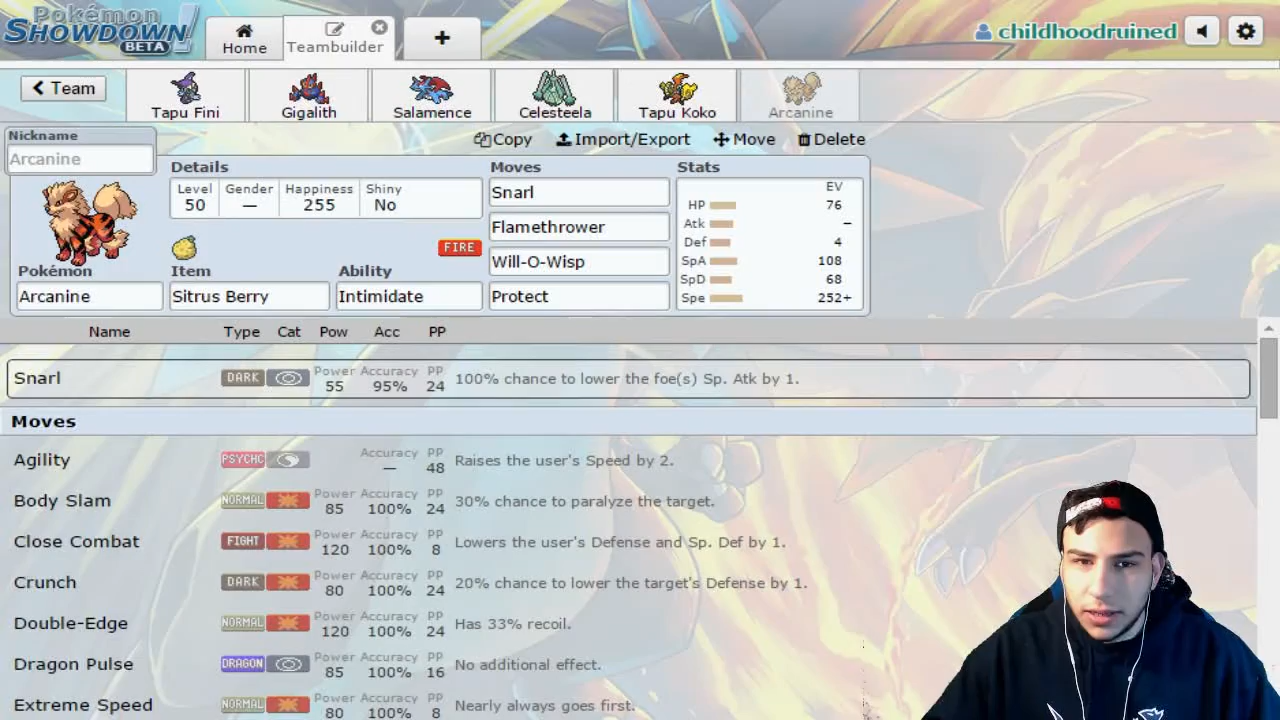 Pokémon
SHOWDOWN!
BETA
Home
Teambuilder
+
childhoodruined
Team
Tapu Fini
Gigalith
Salamence
Celesteela
Tapu Koko
Arcanine
Copy
Import/Export
Move
Delete
Nickname
Arcanine
Details
Level
50
Gender
—
Happiness
255
Shiny
No
FIRE
Pokémon
Arcanine
Item
Sitrus Berry
Ability
Intimidate
Moves
Snarl
Flamethrower
Will-O-Wisp
Protect
Stats
EV
HP 76
Atk –
Def 4
SpA 108
SpD 68
Spe 252+
Name Type Cat Pow Acc PP
Snarl DARK Power 55 Accuracy 95% PP 24 100% chance to lower the foe(s) Sp. Atk by 1.
Moves
Agility PSYCHC Accuracy — PP 48 Raises the user's Speed by 2.
Body Slam NORMAL Power 85 Accuracy 100% PP 24 30% chance to paralyze the target.
Close Combat FIGHT Power 120 Accuracy 100% PP 8 Lowers the user's Defense and Sp. Def by 1.
Crunch DARK Power 80 Accuracy 100% PP 24 20% chance to lower the target's Defense by 1.
Double-Edge NORMAL Power 120 Accuracy 100% PP 24 Has 33% recoil.
Dragon Pulse DRAGON Power 85 Accuracy 100% PP 16 No additional effect.
Extreme Speed NORMAL Power 80 Accuracy 100% PP 8 Nearly always goes first.